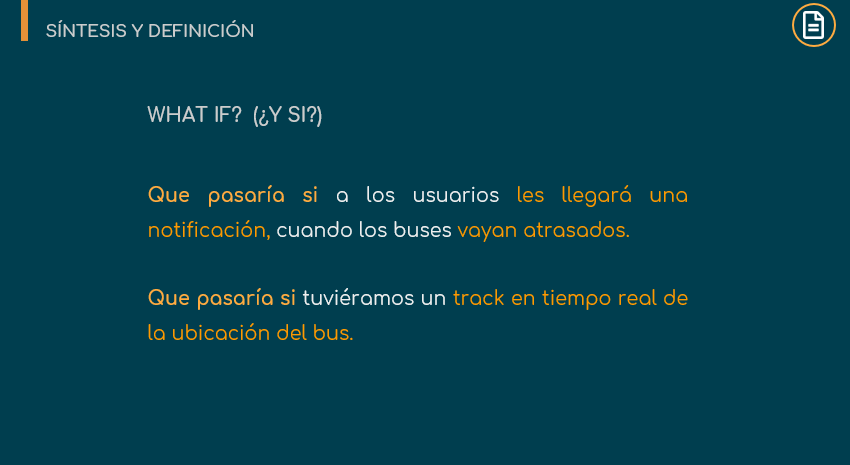 SÍNTESIS Y DEFINICIÓN
WHAT IF? (¿Y SI?)
Que pasaría si a los usuarios les llegará una
notificación, cuando los buses vayan atrasados.
Que pasaría si tuviéramos un track en tiempo real de
la ubicación del bus.